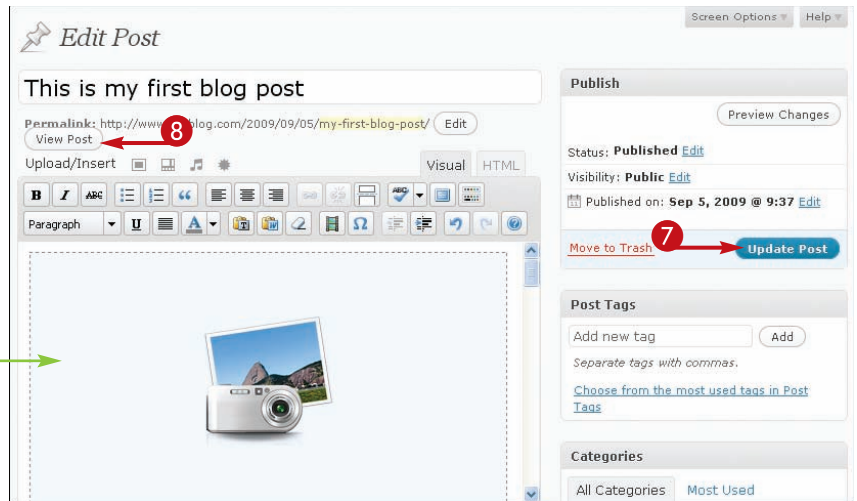 Screen Options Help
Edit Post
This is my first blog post
Permalink: http://www. blog.com/2009/09/05/my-first-blog-post/ Edit
8
View Post
Upload/Insert Visual HTML
B I ABC ABC
Paragraph U A T W Ω
Publish
Preview Changes
Status: Published Edit
Visibility: Public Edit
Published on: Sep 5, 2009 @ 9:37 Edit
7
Move to Trash Update Post
Post Tags
Add new tag Add
Separate tags with commas.
Choose from the most used tags in Post
Tags
Categories
All Categories Most Used